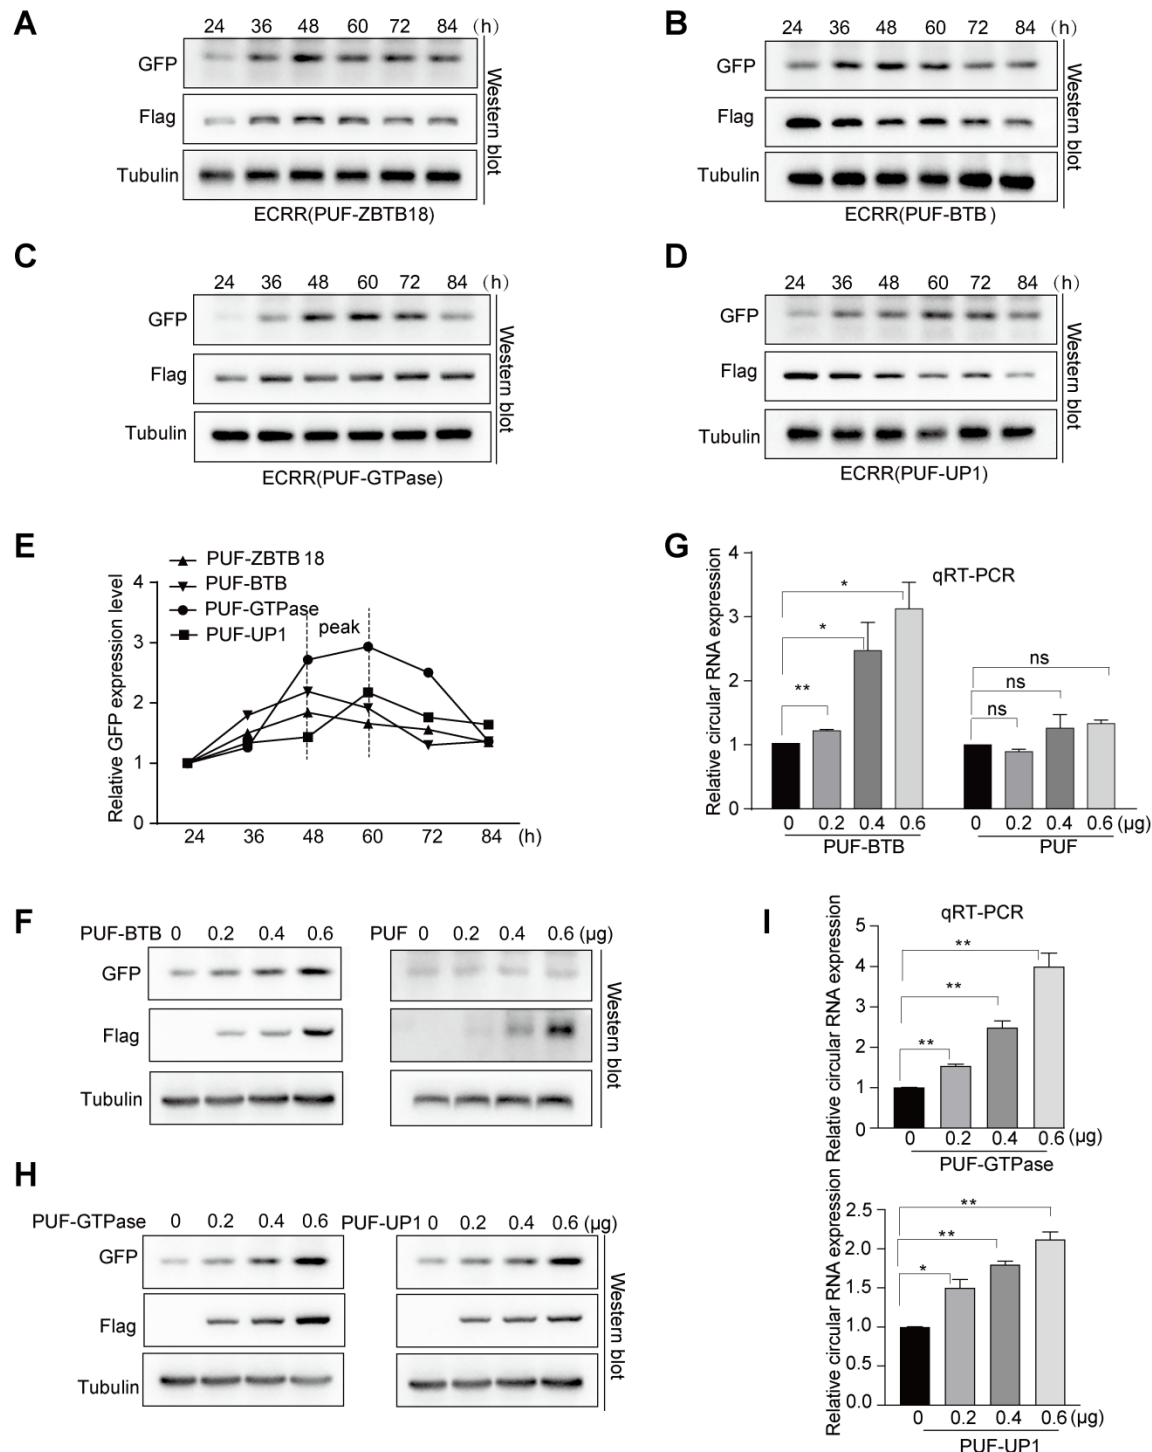 A
24 36 48 60 72 84 (h)
GFP
Flag
Tubulin
Western blot
ECRR(PUF-ZBTB18)
B
24 36 48 60 72 84 (h)
GFP
Flag
Tubulin
Western blot
ECRR(PUF-BTB )
C
24 36 48 60 72 84 (h)
GFP
Flag
Tubulin
Western blot
ECRR(PUF-GTPase)
D
24 36 48 60 72 84 (h)
GFP
Flag
Tubulin
Western blot
ECRR(PUF-UP1)
E
PUF-ZBTB 18
PUF-BTB
PUF-GTPase
PUF-UP1
peak
Relative GFP expression level
4
3
2
1
0
24 36 48 60 72 84 (h)
G
qRT-PCR
Relative circular RNA expression
4
3
2
1
0
*
*
**
ns
ns
ns
0 0.2 0.4 0.6 0 0.2 0.4 0.6 (μg)
PUF-BTB PUF
F
PUF-BTB 0 0.2 0.4 0.6 PUF 0 0.2 0.4 0.6 (μg)
GFP
Flag
Tubulin
Western blot
H
PUF-GTPase 0 0.2 0.4 0.6 PUF-UP1 0 0.2 0.4 0.6 (μg)
GFP
Flag
Tubulin
Western blot
I
qRT-PCR
Relative circular RNA expression
5
4
3
2
1
0
**
**
**
0 0.2 0.4 0.6 (μg)
PUF-GTPase
Relative circular RNA expression
2.5
2.0
1.5
1.0
0.5
0.0
**
**
*
0 0.2 0.4 0.6 (μg)
PUF-UP1